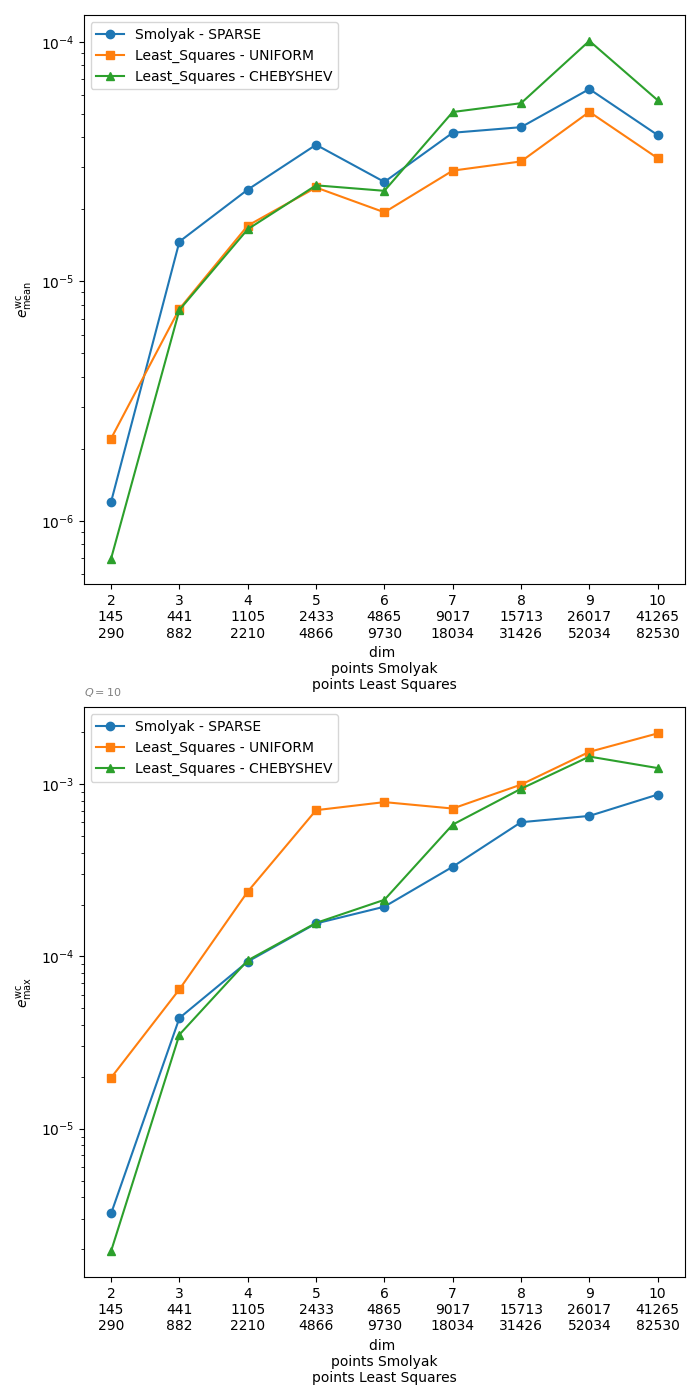 Smolyak - SPARSE
Least_Squares - UNIFORM
Least_Squares - CHEBYSHEV
10⁻⁴
10⁻⁵
10⁻⁶
e^wc_mean
2 3 4 5 6 7 8 9 10
145 441 1105 2433 4865 9017 15713 26017 41265
290 882 2210 4866 9730 18034 31426 52034 82530
dim
points Smolyak
points Least Squares
Q = 10
Smolyak - SPARSE
Least_Squares - UNIFORM
Least_Squares - CHEBYSHEV
10⁻³
10⁻⁴
10⁻⁵
e^wc_max
2 3 4 5 6 7 8 9 10
145 441 1105 2433 4865 9017 15713 26017 41265
290 882 2210 4866 9730 18034 31426 52034 82530
dim
points Smolyak
points Least Squares